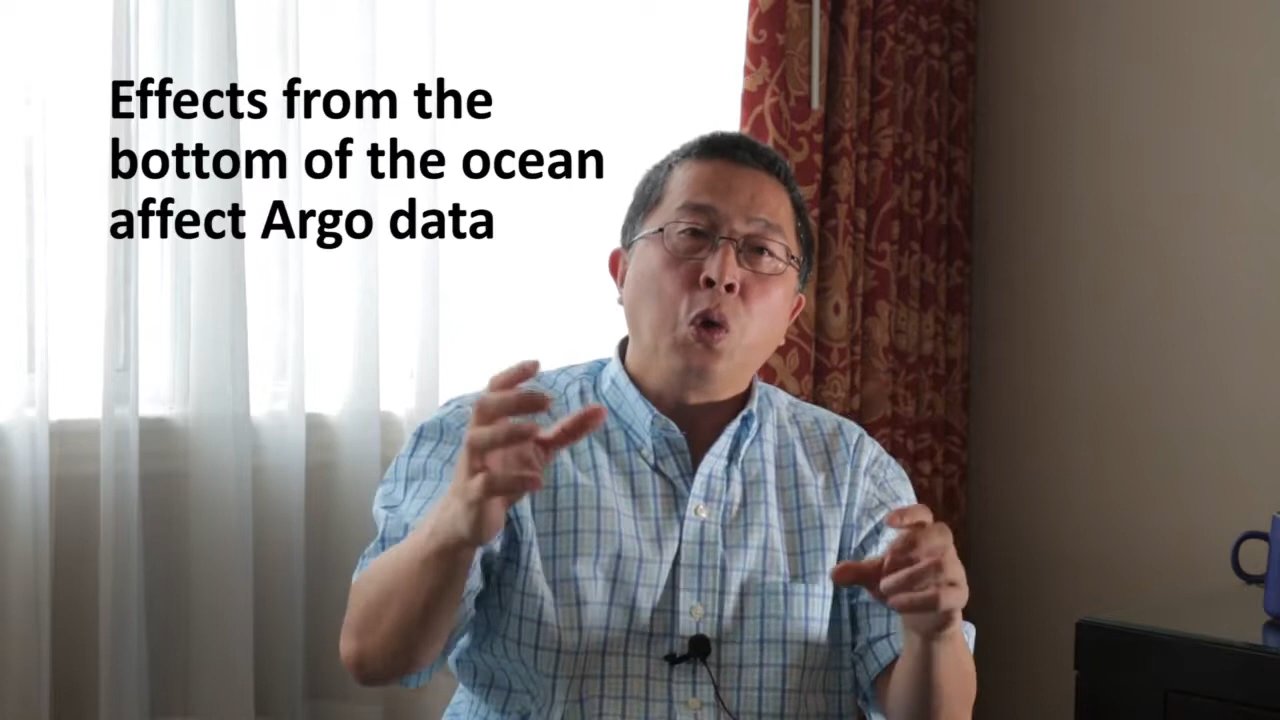 Effects from the
bottom of the ocean
affect Argo data